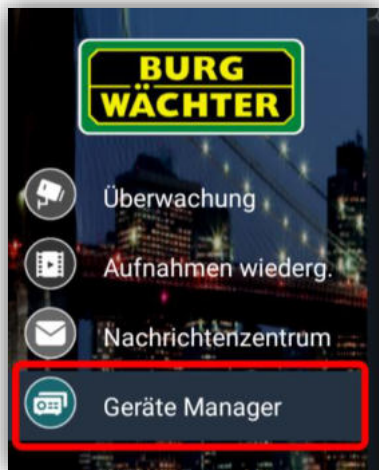 BURG
WÄCHTER
Überwachung
Aufnahmen wiederg.
Nachrichtenzentrum
Geräte Manager